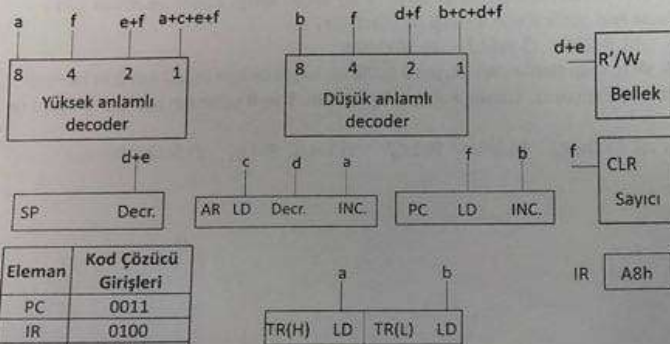 a f e+f a+c+e+f
8 4 2 1
Yüksek anlamlı
decoder
b f d+f b+c+d+f
8 4 2 1
Düşük anlamlı
decoder
d+e
R'/W
Bellek
f
CLR
Sayıcı
d+e
SP Decr.
c d a
AR LD Decr. INC.
f b
PC LD INC.
Eleman Kod Çözücü
Girişleri
PC 0011
IR 0100
a b
TR(H) LD TR(L) LD
IR A8h